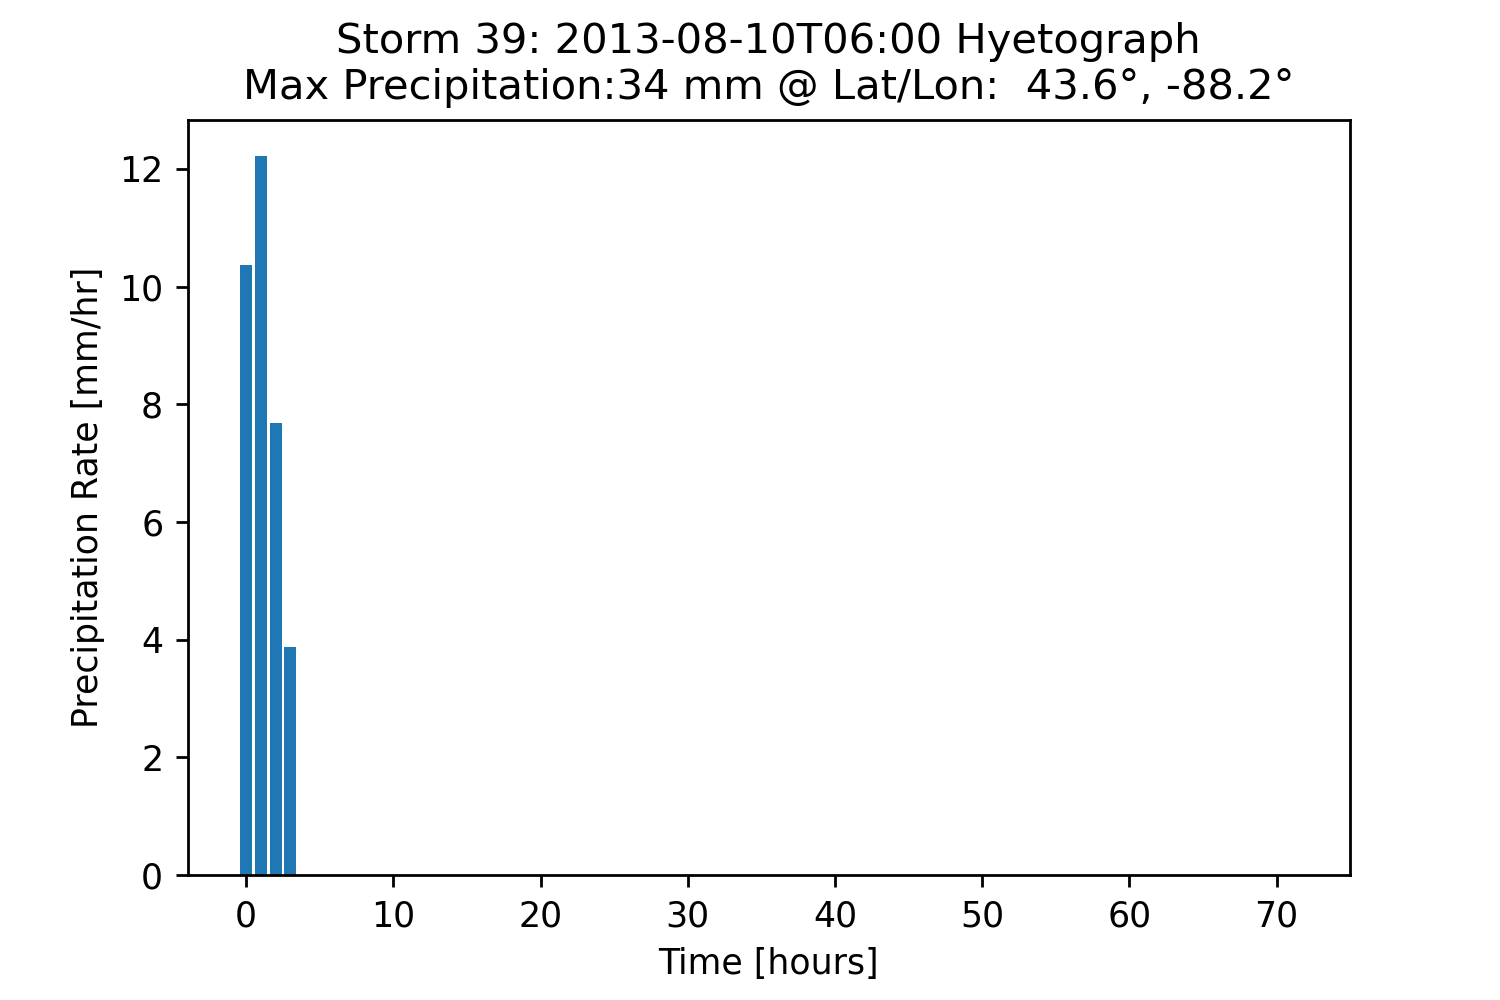 Storm 39: 2013-08-10T06:00 Hyetograph
Max Precipitation:34 mm @ Lat/Lon:  43.6°, -88.2°
Precipitation Rate [mm/hr]
12
10
8
6
4
2
0
0 10 20 30 40 50 60 70
Time [hours]